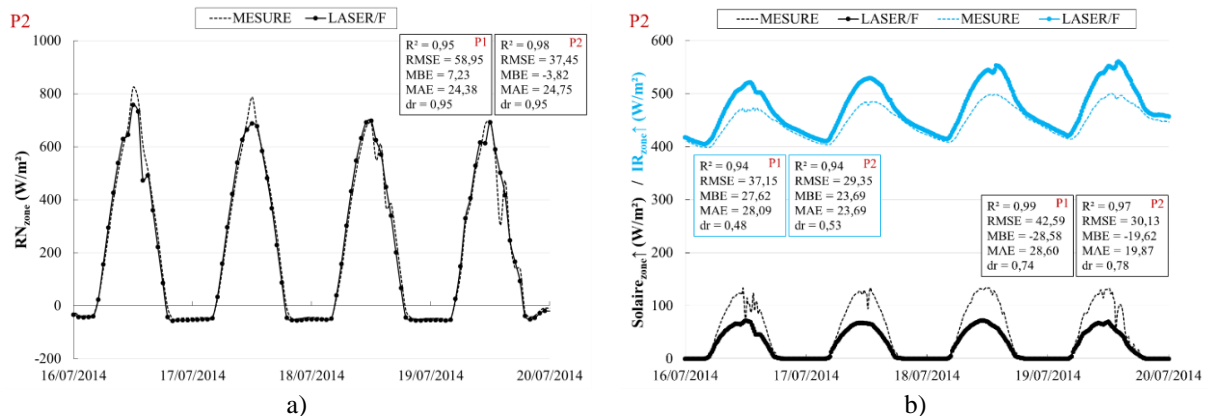 P2
MESURE LASER/F
R² = 0,95 P1
RMSE = 58,95
MBE = 7,23
MAE = 24,38
dr = 0,95
R² = 0,98 P2
RMSE = 37,45
MBE = -3,82
MAE = 24,75
dr = 0,95
RNzone (W/m²)
1000
800
600
400
200
0
-200
16/07/2014 17/07/2014 18/07/2014 19/07/2014 20/07/2014
a)
P2
MESURE LASER/F MESURE LASER/F
Solairezone↑ (W/m²) / IRzone↑ (W/m²)
600
500
400
300
200
100
0
R² = 0,94 P1
RMSE = 37,15
MBE = 27,62
MAE = 28,09
dr = 0,48
R² = 0,94 P2
RMSE = 29,35
MBE = 23,69
MAE = 23,69
dr = 0,53
R² = 0,99 P1
RMSE = 42,59
MBE = -28,58
MAE = 28,60
dr = 0,74
R² = 0,97 P2
RMSE = 30,13
MBE = -19,62
MAE = 19,87
dr = 0,78
16/07/2014 17/07/2014 18/07/2014 19/07/2014 20/07/2014
b)